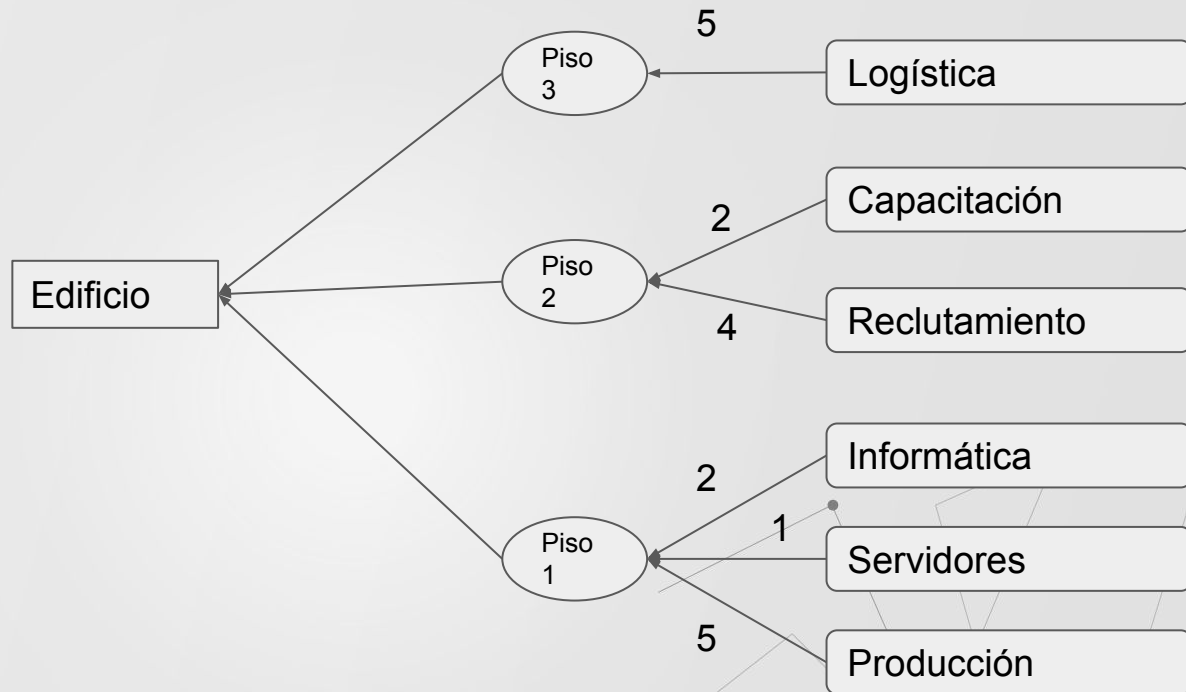 5
Piso
3
Logística
Capacitación
2
Piso
2
Edificio
4
Reclutamiento
Informática
2
1
Piso
1
Servidores
5
Producción